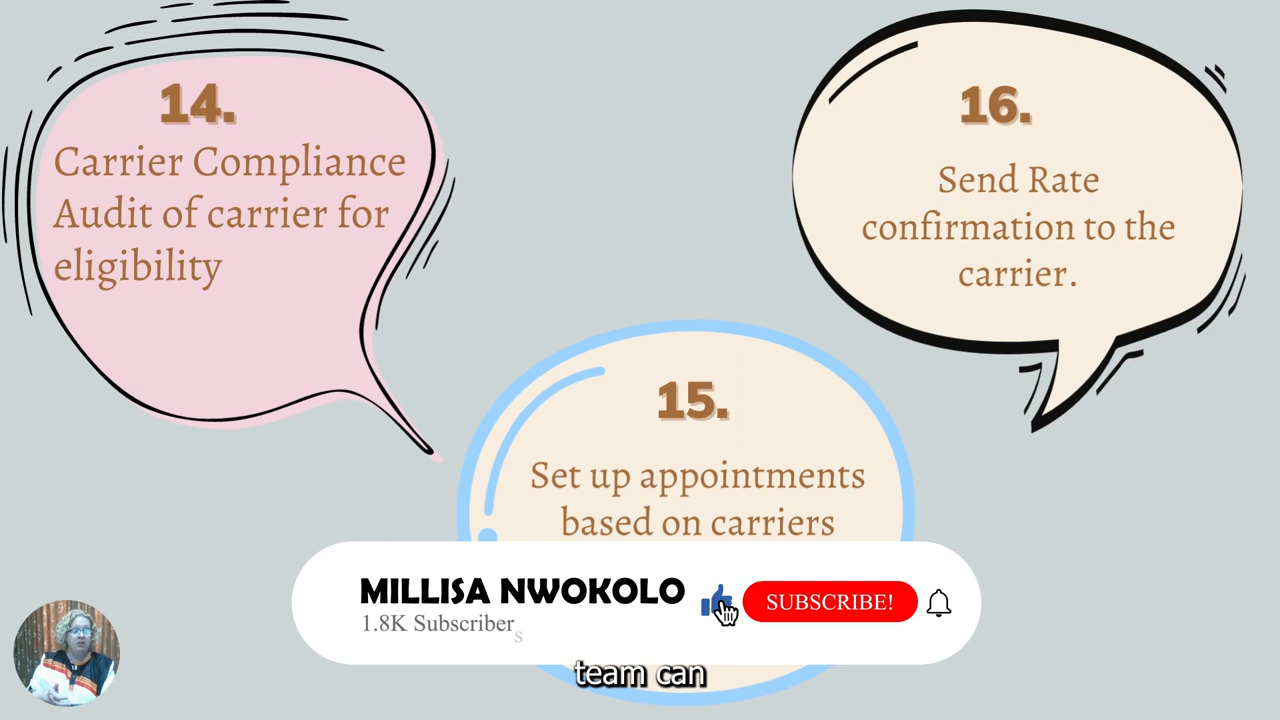 14.
Carrier Compliance
Audit of carrier for
eligibility
16.
Send Rate
confirmation to the
carrier.
15.
Set up appointments
based on carriers
MILLISA NWOKOLO
1.8K Subscribers
SUBSCRIBE!
team can